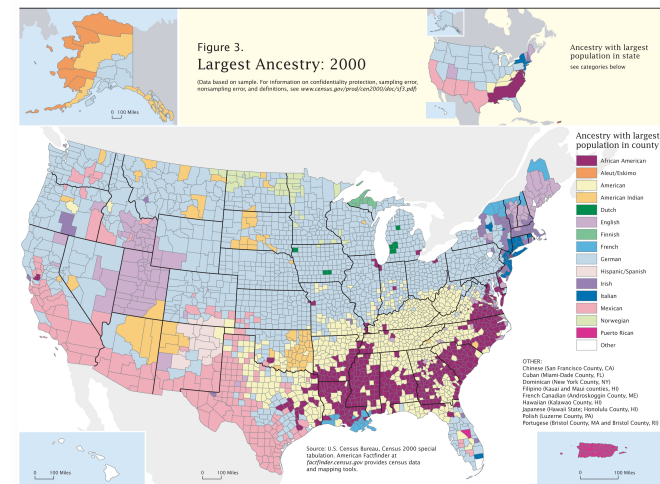 Figure 3.
Largest Ancestry: 2000
(Data based on sample. For information on confidentiality protection, sampling error,
nonsampling error, and definitions, see www.census.gov/prod/cen2000/doc/sf3.pdf)
0 100 Miles
Ancestry with largest
population in state
see categories below
Ancestry with largest
population in county
African American
Aleut/Eskimo
American
American Indian
Dutch
English
Finnish
French
German
Hispanic/Spanish
Irish
Italian
Mexican
Norwegian
Puerto Rican
Other
OTHER:
Chinese (San Francisco County, CA)
Cuban (Miami-Dade County, FL)
Dominican (New York County, NY)
Filipino (Kauai and Maui counties, HI)
French Canadian (Androskoggin County, ME)
Hawaiian (Kalawao County, HI)
Japanese (Hawaii State; Honolulu County, HI)
Polish (Luzerne County, PA)
Portugese (Bristol County, MA and Bristol County, RI)
Source: U.S. Census Bureau, Census 2000 special
tabulation. American Factfinder at
factfinder.census.gov provides census data
and mapping tools.
0 100 Miles
0 100 Miles
0 100 Miles